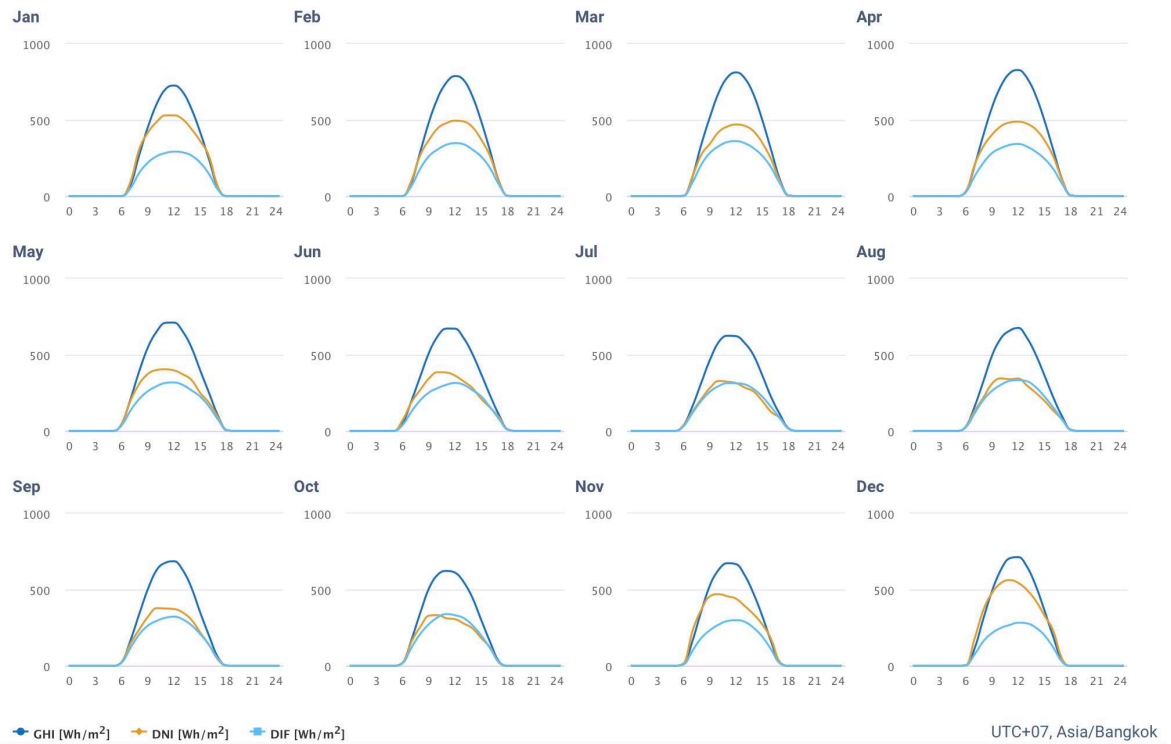 Jan Feb Mar Apr
1000 1000 1000 1000
500 500 500 500
0 0 0 0
0 3 6 9 12 15 18 21 24 0 3 6 9 12 15 18 21 24 0 3 6 9 12 15 18 21 24 0 3 6 9 12 15 18 21 24
May Jun Jul Aug
1000 1000 1000 1000
500 500 500 500
0 0 0 0
0 3 6 9 12 15 18 21 24 0 3 6 9 12 15 18 21 24 0 3 6 9 12 15 18 21 24 0 3 6 9 12 15 18 21 24
Sep Oct Nov Dec
1000 1000 1000 1000
500 500 500 500
0 0 0 0
0 3 6 9 12 15 18 21 24 0 3 6 9 12 15 18 21 24 0 3 6 9 12 15 18 21 24 0 3 6 9 12 15 18 21 24
GHI [Wh/m²] DNI [Wh/m²] DIF [Wh/m²] UTC+07, Asia/Bangkok